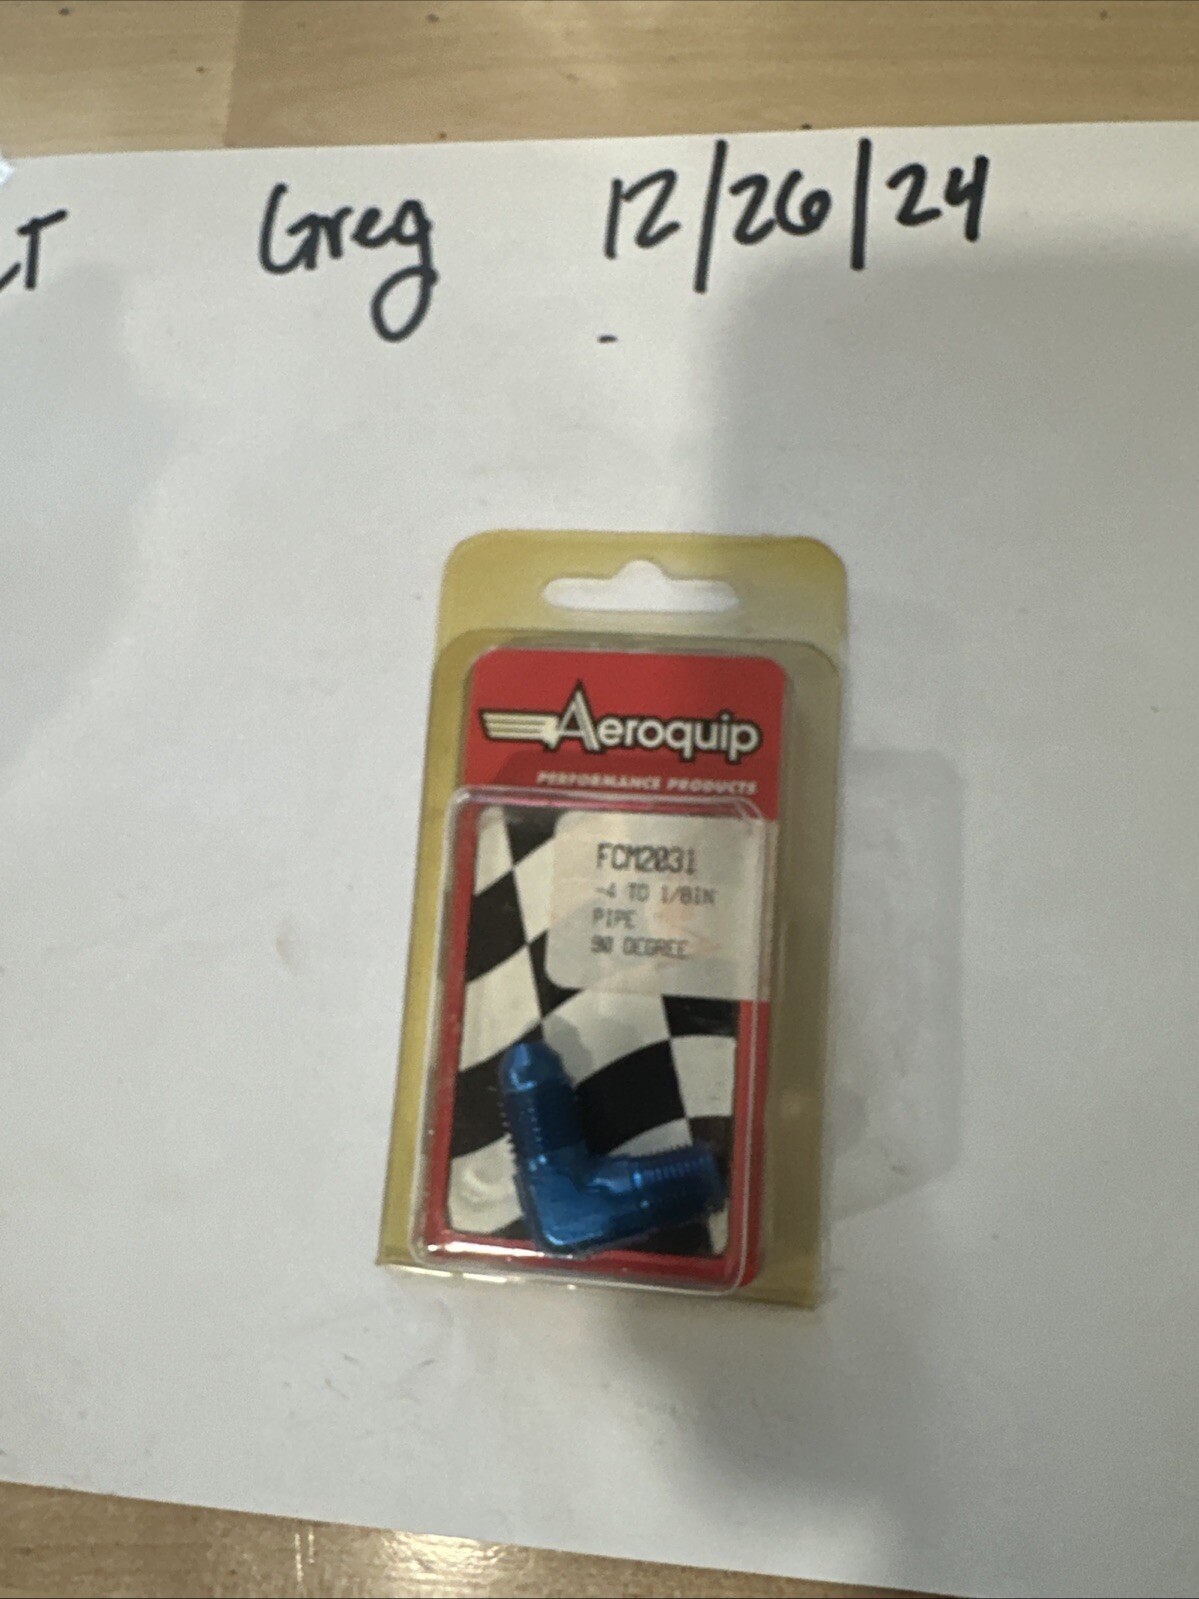 Greg 12/26/24
Aeroquip
PERFORMANCE PRODUCTS
FCM2031
-4 TO 1/8IN
PIPE
90 DEGREE